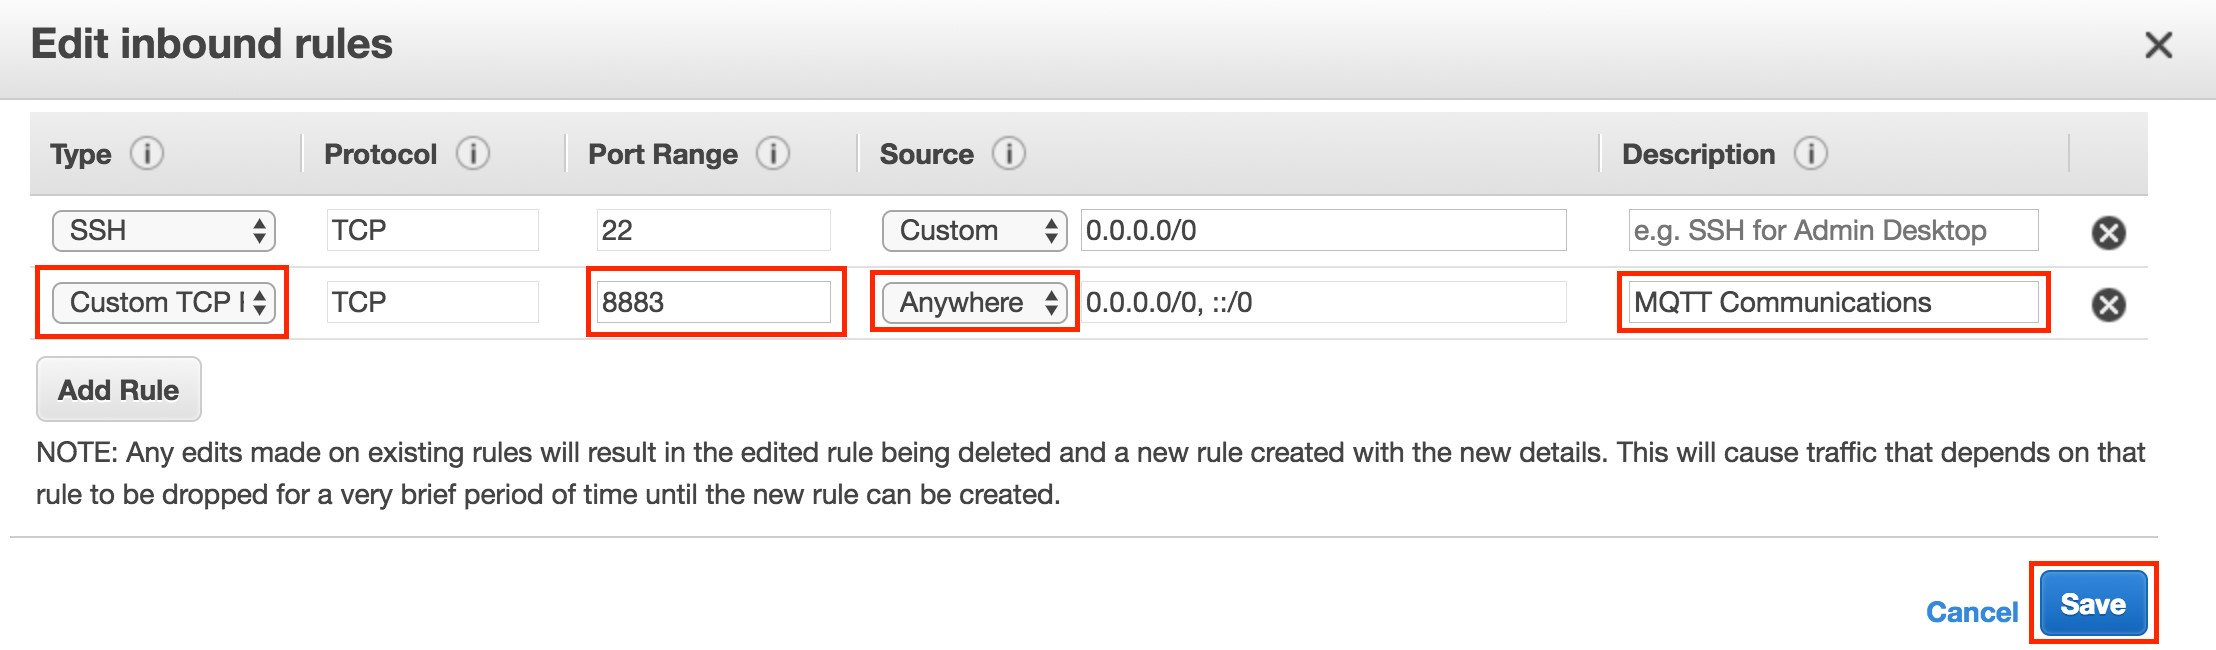 Edit inbound rules
Type Protocol Port Range Source Description
SSH TCP 22 Custom 0.0.0.0/0 e.g. SSH for Admin Desktop
Custom TCP TCP 8883 Anywhere 0.0.0.0/0, ::/0 MQTT Communications
Add Rule
NOTE: Any edits made on existing rules will result in the edited rule being deleted and a new rule created with the new details. This will cause traffic that depends on that
rule to be dropped for a very brief period of time until the new rule can be created.
Cancel Save